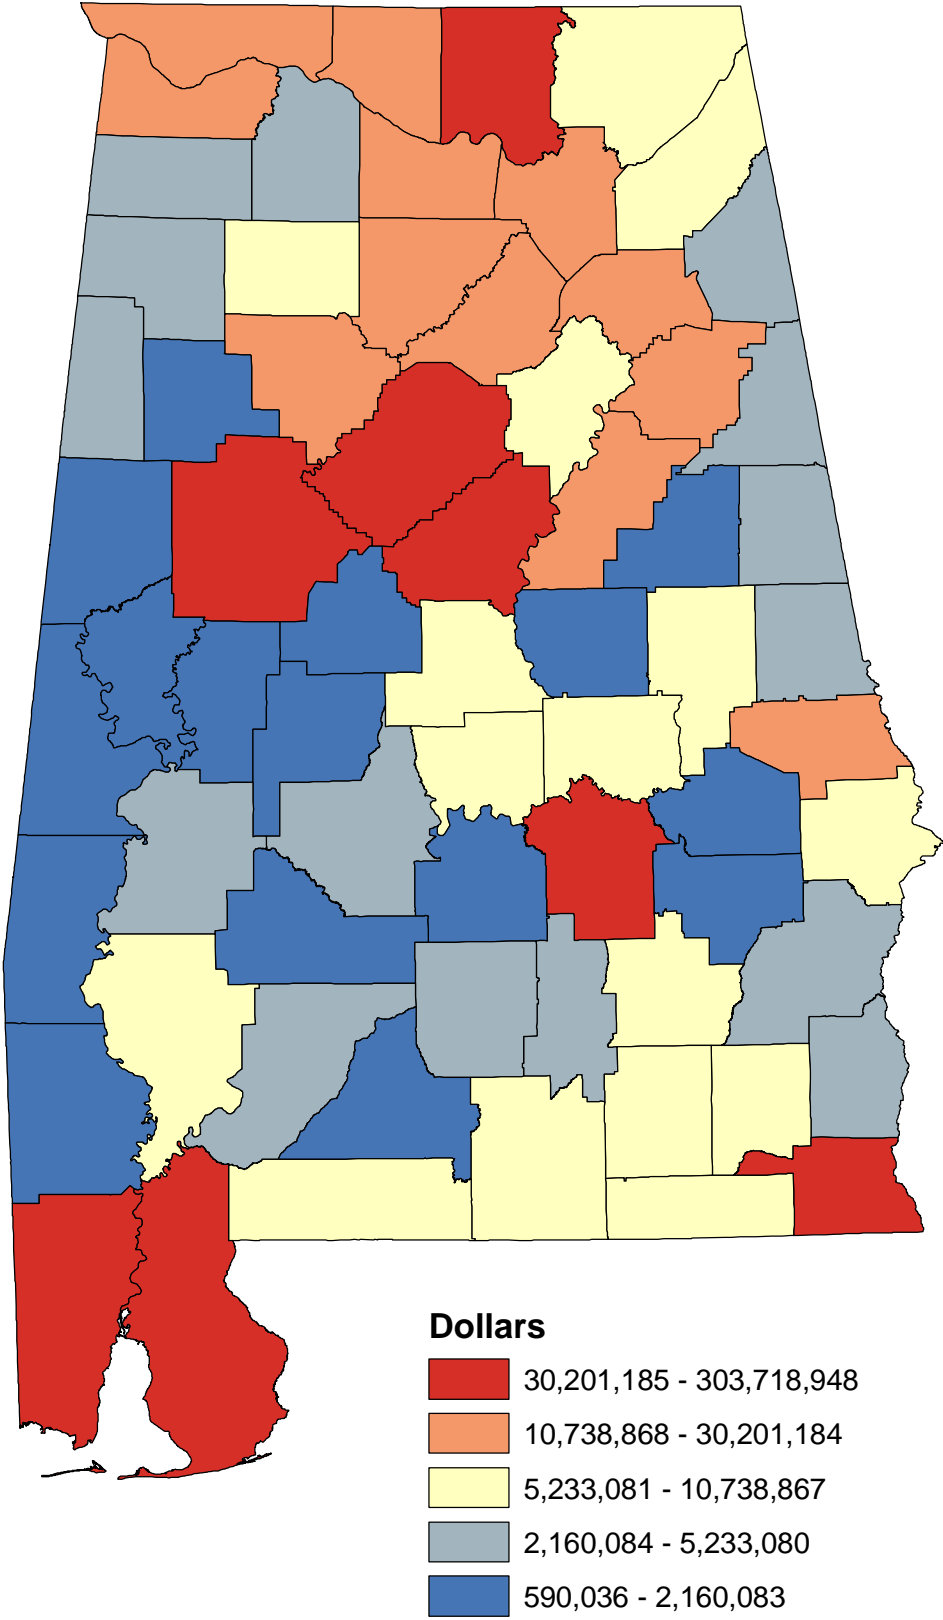 Dollars
30,201,185 - 303,718,948
10,738,868 - 30,201,184
5,233,081 - 10,738,867
2,160,084 - 5,233,080
590,036 - 2,160,083